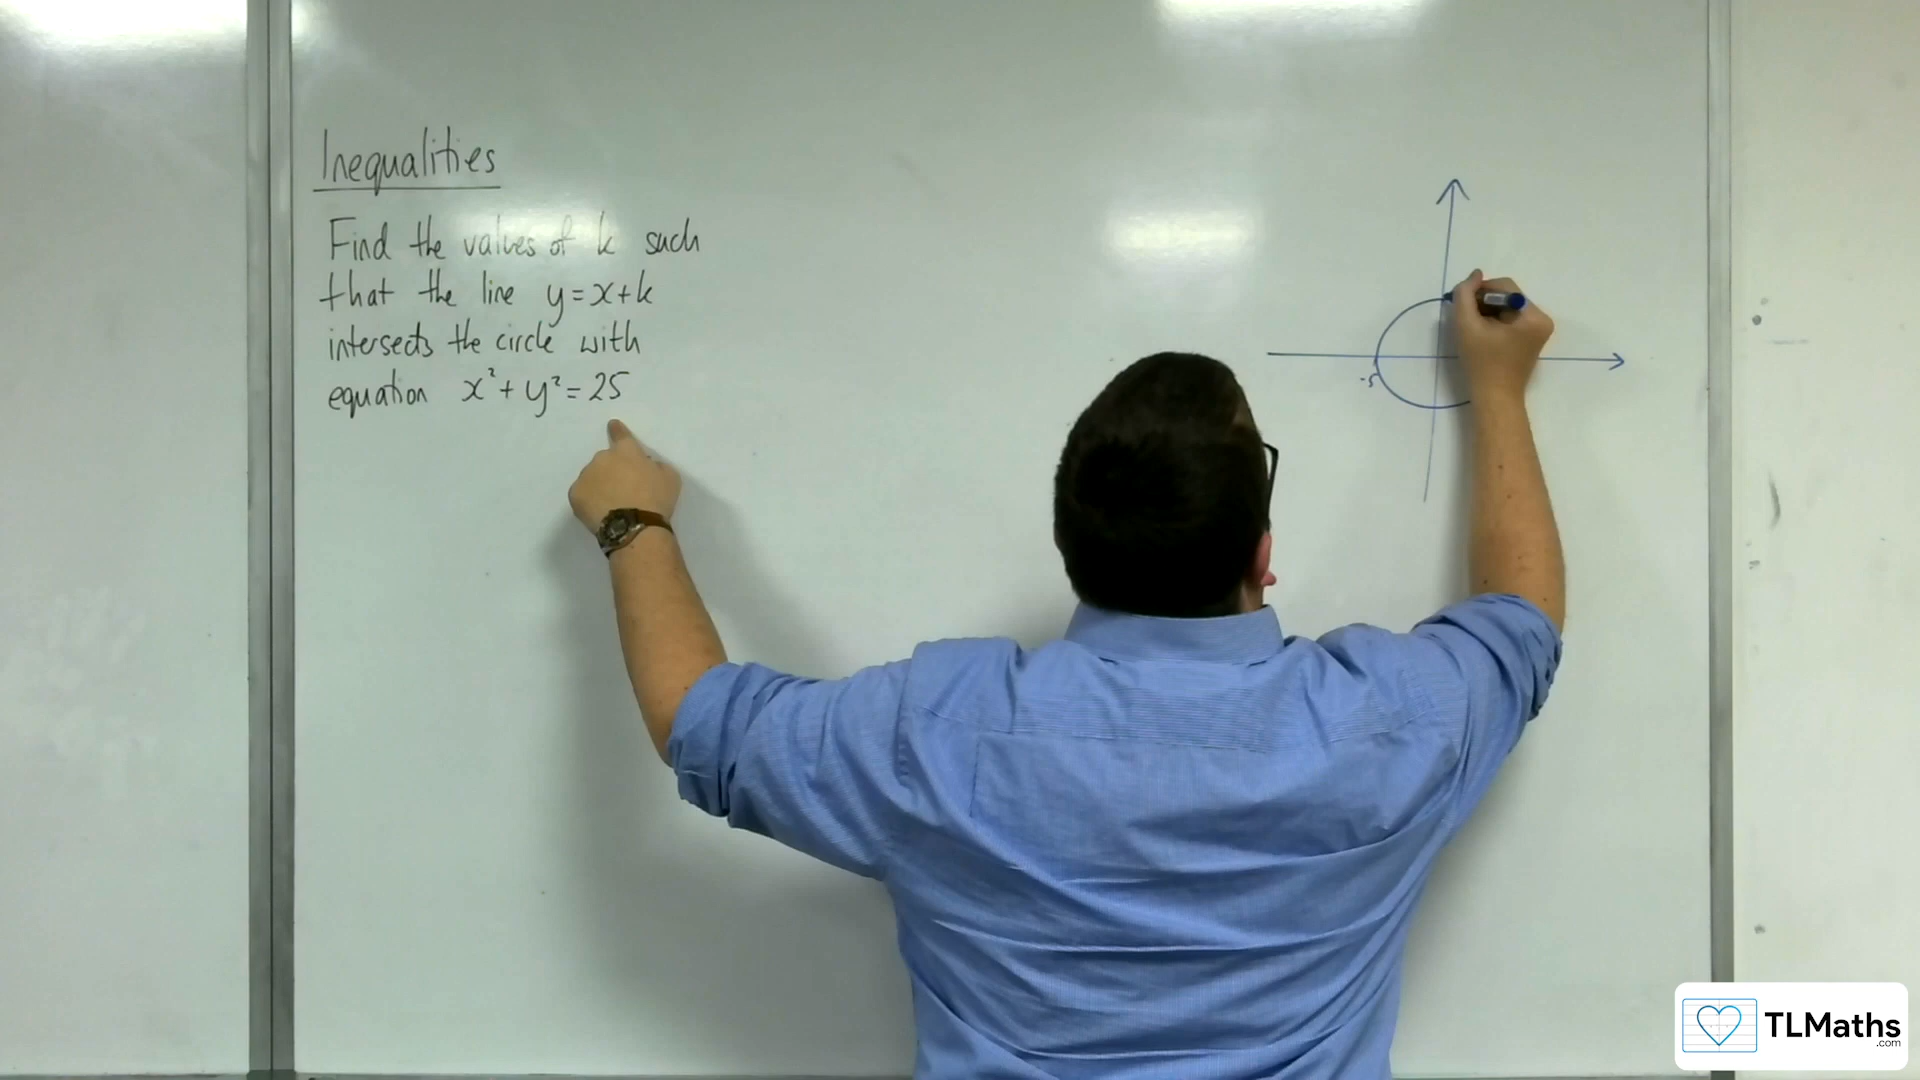 Inequalities
Find the values of k such
that the line y=x+k
intersects the circle with
equation x²+y²=25
-5
TLMaths
.com